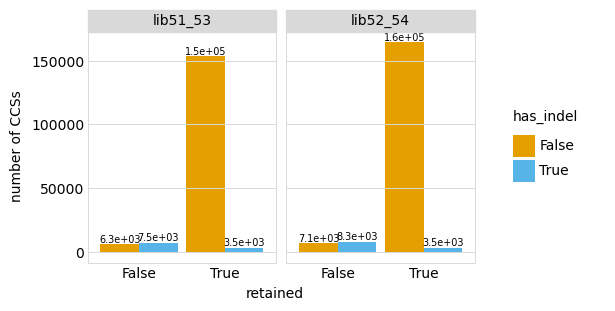 lib51_53
lib52_54
number of CCSs
150000
100000
50000
0
1.5e+05
6.3e+03
7.5e+03
3.5e+03
1.6e+05
7.1e+03
8.3e+03
3.5e+03
False
True
False
True
retained
has_indel
False
True